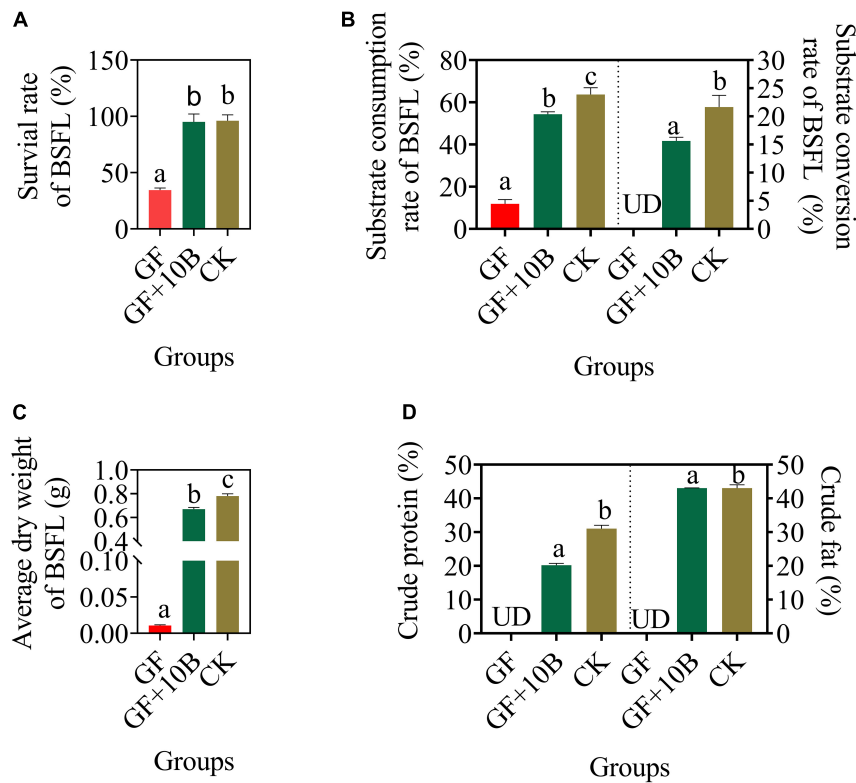 A
Survial rate
of BSFL (%)
150
100
50
0
a
b
b
GF
GF+10B
CK
Groups
B
Substrate consumption
rate of BSFL (%)
80
60
40
20
0
a
b
c
UD
a
b
30
25
20
15
10
5
0
Substrate conversion
rate of BSFL (%)
GF
GF+10B
CK
GF
GF+10B
CK
Groups
C
Average dry weight
of BSFL (g)
1.0
0.8
0.6
0.4
0.10
0.05
0.00
a
b
c
GF
GF+10B
CK
Groups
D
Crude protein (%)
50
40
30
20
10
0
UD
a
b
UD
a
b
50
40
30
20
10
0
Crude fat (%)
GF
GF+10B
CK
GF
GF+10B
CK
Groups